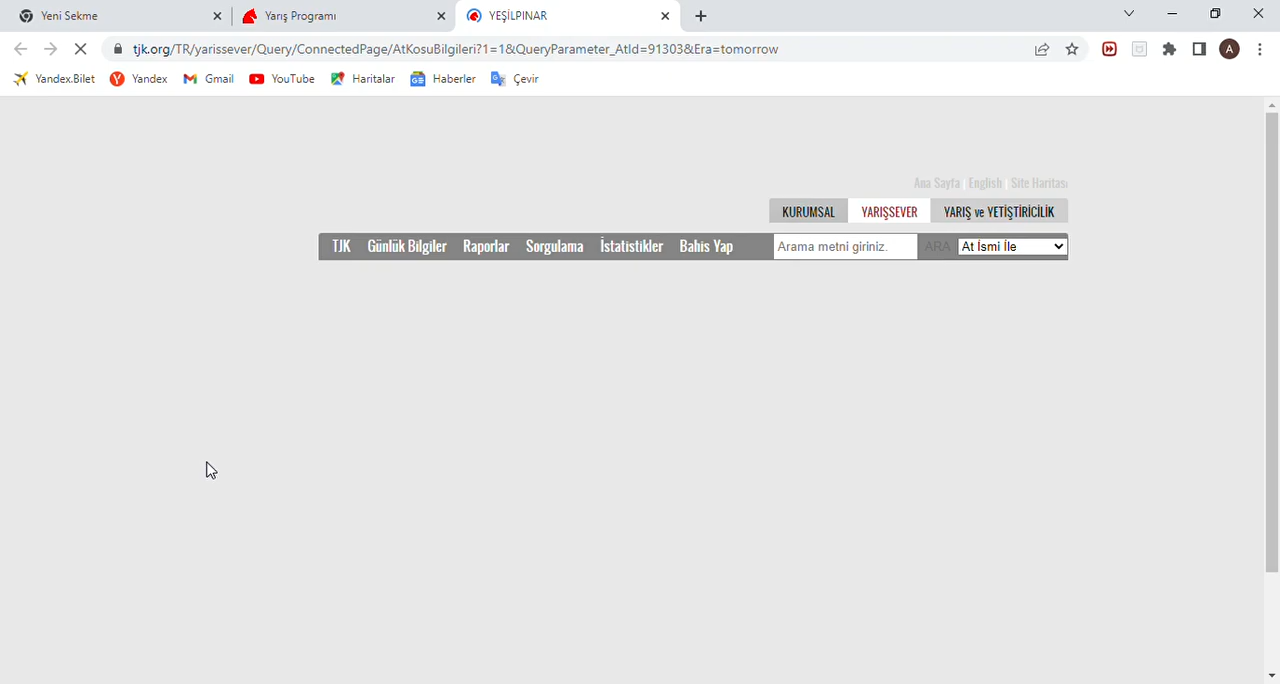 Yeni Sekme
Yarış Programı
YEŞİLPINAR
tjk.org/TR/yarissever/Query/ConnectedPage/AtKosuBilgileri?1=1&QueryParameter_AtId=91303&Era=tomorrow
A
Yandex.Bilet Yandex Gmail YouTube Haritalar Haberler Çevir
Ana Sayfa | English | Site Haritası
KURUMSAL YARIŞSEVER YARIŞ ve YETİŞTİRİCİLİK
TJK Günlük Bilgiler Raporlar Sorgulama İstatistikler Bahis Yap Arama metni giriniz. ARA At İsmi İle